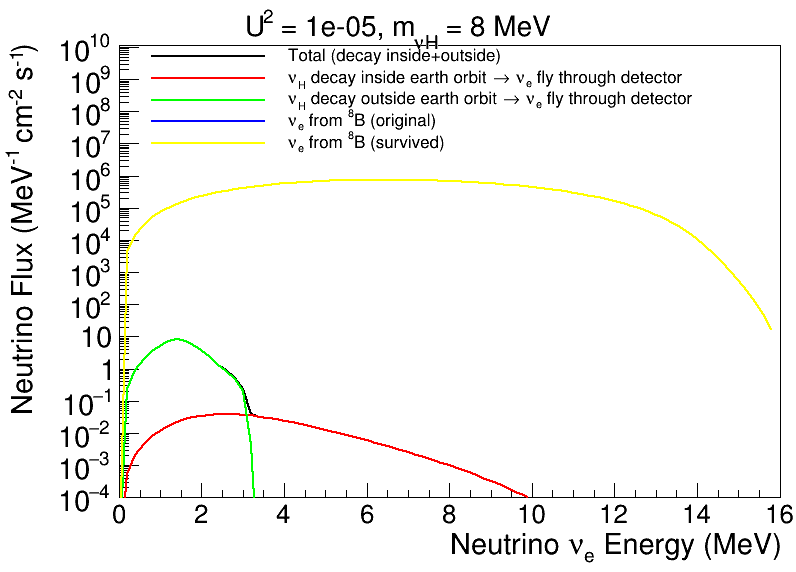 U² = 1e-05, m_νH = 8 MeV
Neutrino Flux (MeV⁻¹ cm⁻² s⁻¹)
10¹⁰
10⁹
10⁸
10⁷
10⁶
10⁵
10⁴
10³
10²
10
1
10⁻¹
10⁻²
10⁻³
10⁻⁴
Total (decay inside+outside)
ν_H decay inside earth orbit → ν_e fly through detector
ν_H decay outside earth orbit → ν_e fly through detector
ν_e from ⁸B (original)
ν_e from ⁸B (survived)
0 2 4 6 8 10 12 14 16
Neutrino ν_e Energy (MeV)